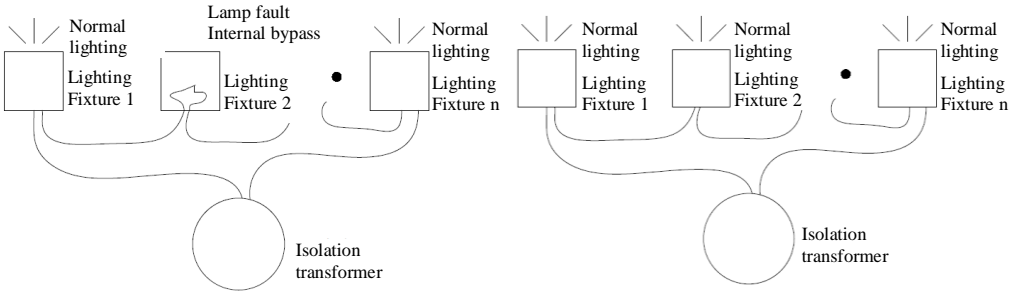 Normal
lighting
Lighting
Fixture 1
Lamp fault
Internal bypass
Lighting
Fixture 2
Normal
lighting
Lighting
Fixture n
Isolation
transformer
Normal
lighting
Lighting
Fixture 1
Normal
lighting
Lighting
Fixture 2
Normal
lighting
Lighting
Fixture n
Isolation
transformer